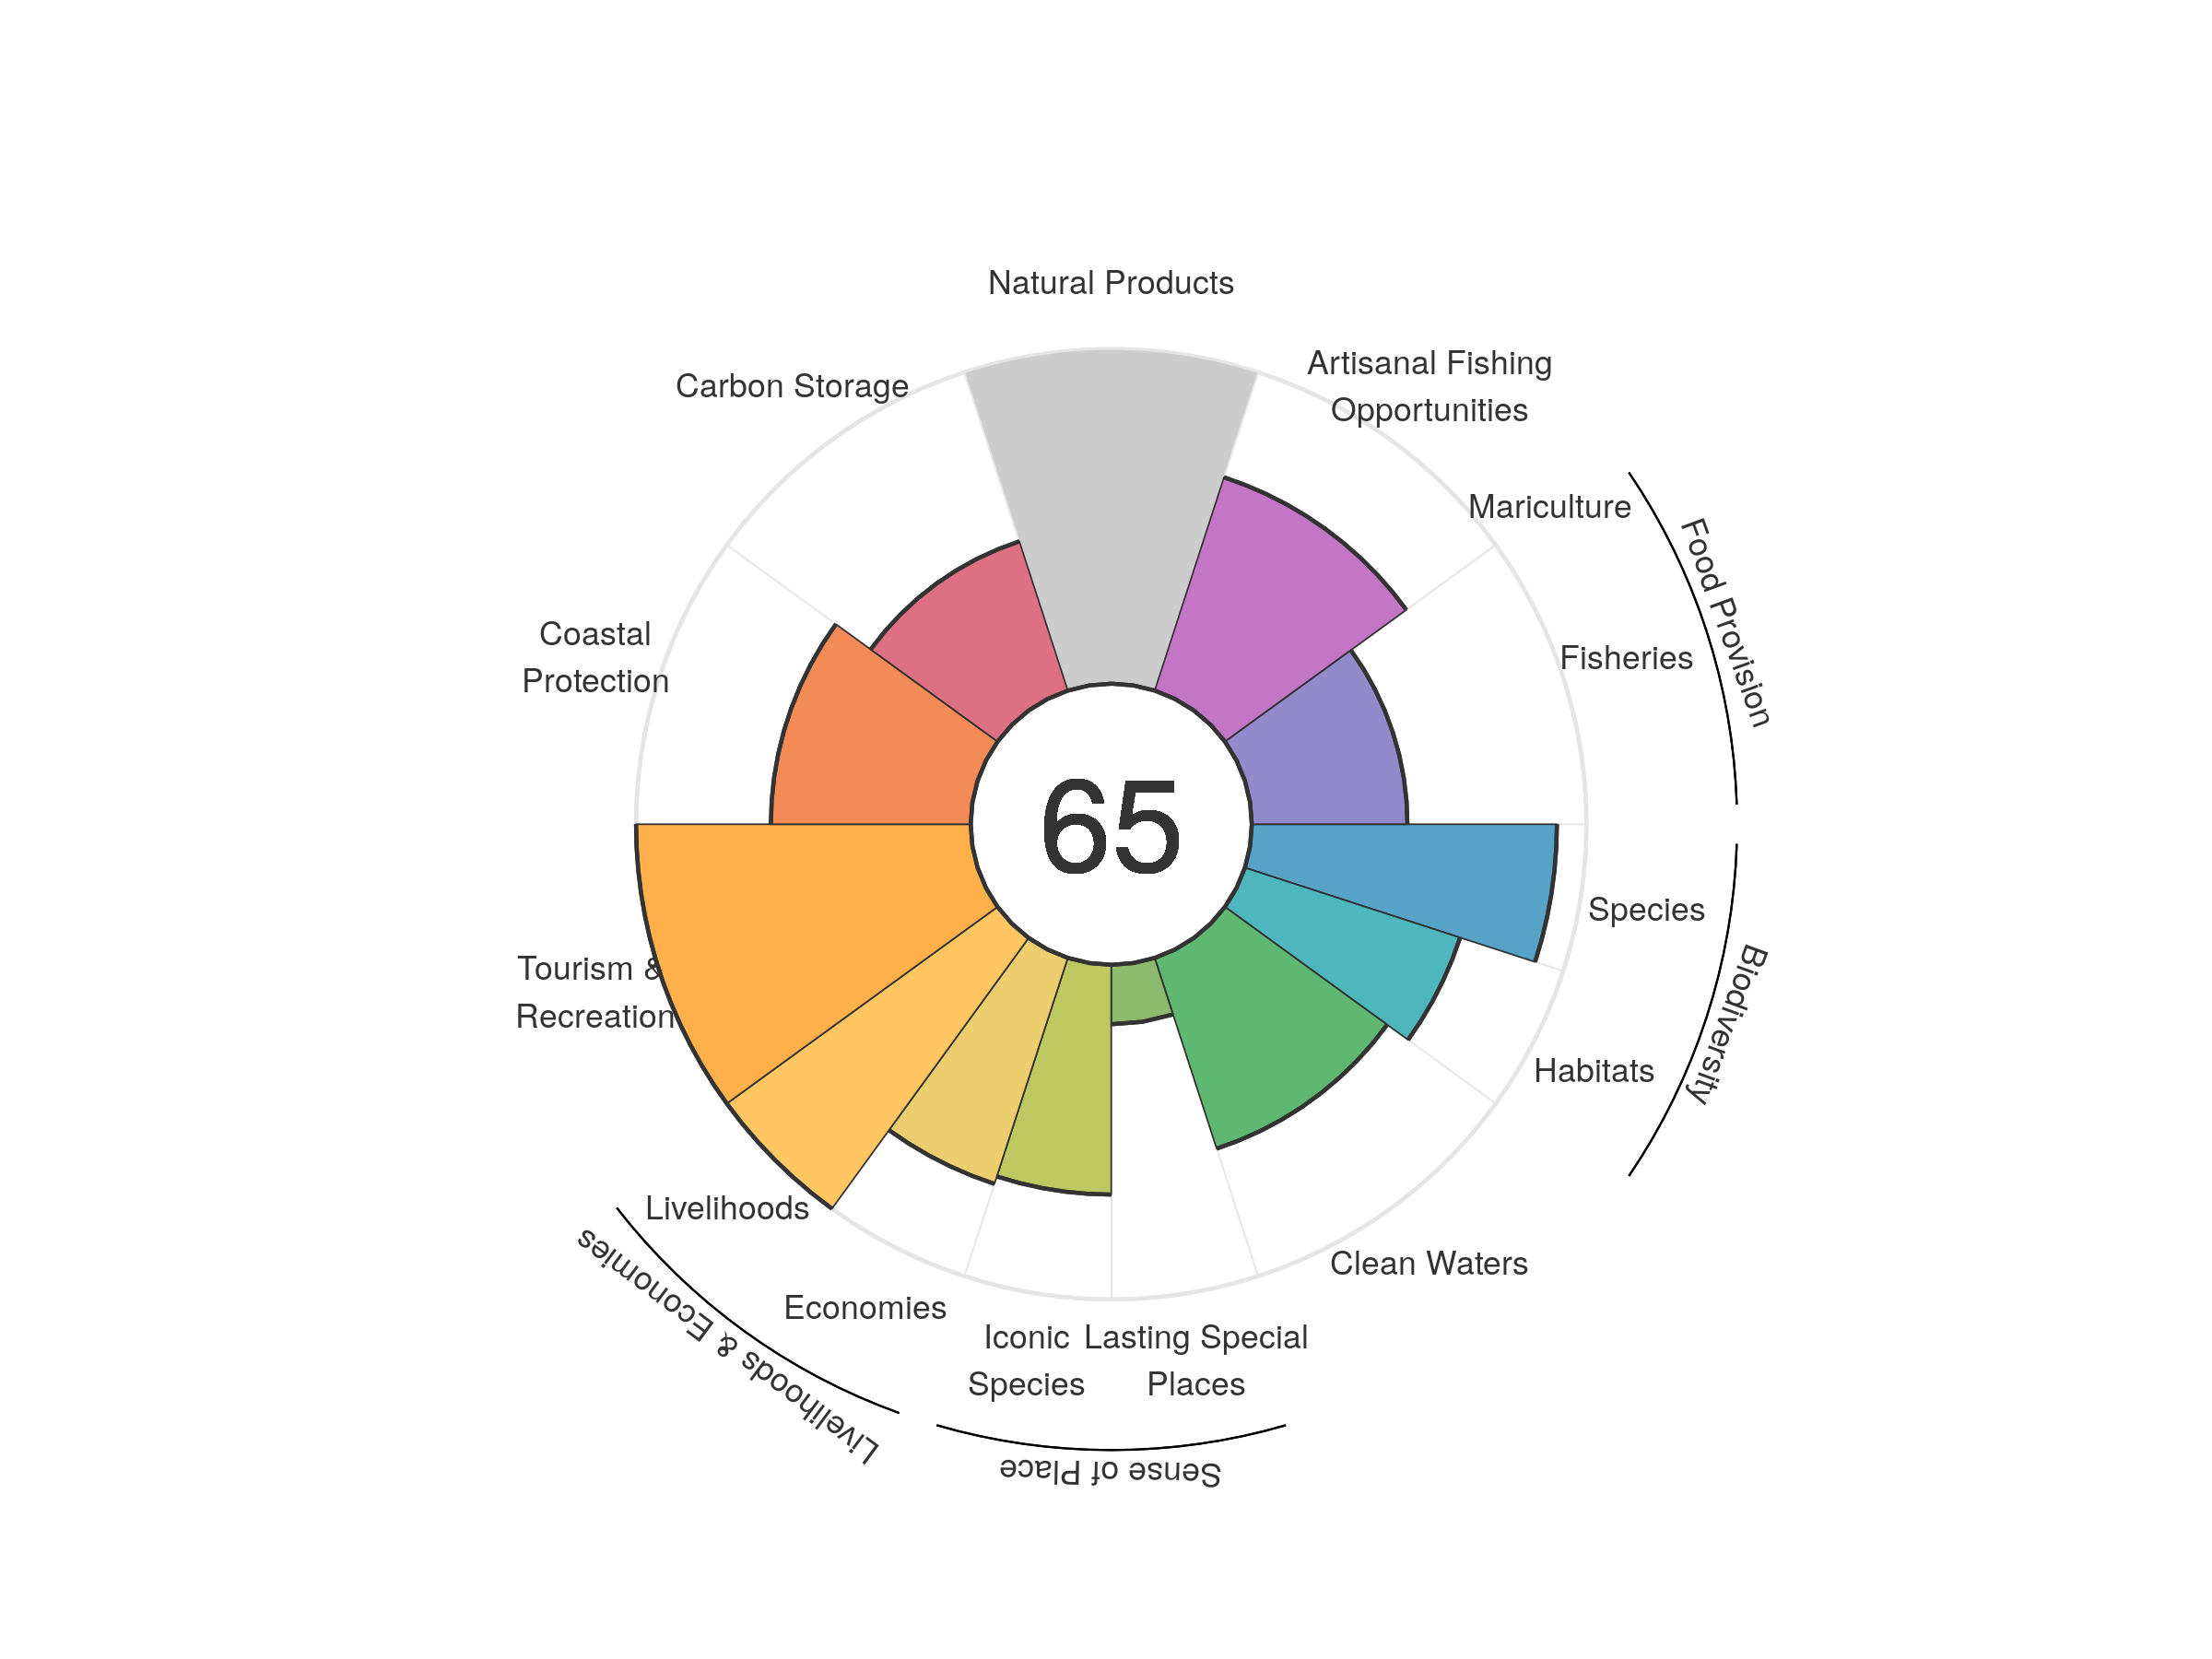 Natural Products
Artisanal Fishing
Opportunities
Carbon Storage
Mariculture
Food Provision
Fisheries
Coastal
Protection
65
Species
Biodiversity
Tourism &
Recreation
Habitats
Livelihoods
Clean Waters
Livelihoods & Economies
Economies
Iconic
Species
Lasting Special
Places
Sense of Place